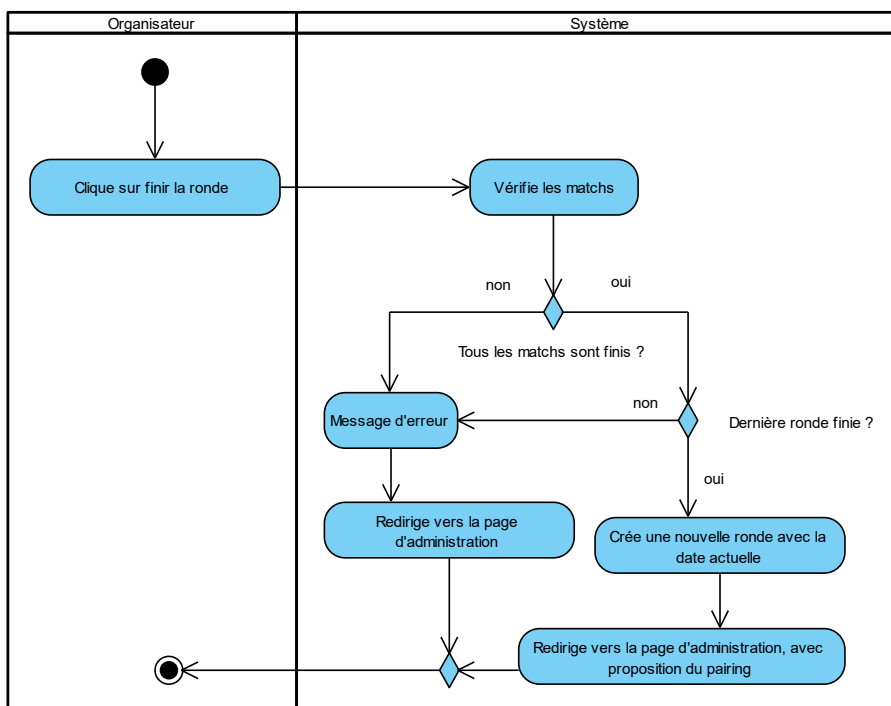 Organisateur
Système
Clique sur finir la ronde
Vérifie les matchs
non
oui
Tous les matchs sont finis ?
Message d'erreur
non
Dernière ronde finie ?
oui
Redirige vers la page
d'administration
Crée une nouvelle ronde avec la
date actuelle
Redirige vers la page d'administration, avec
proposition du pairing